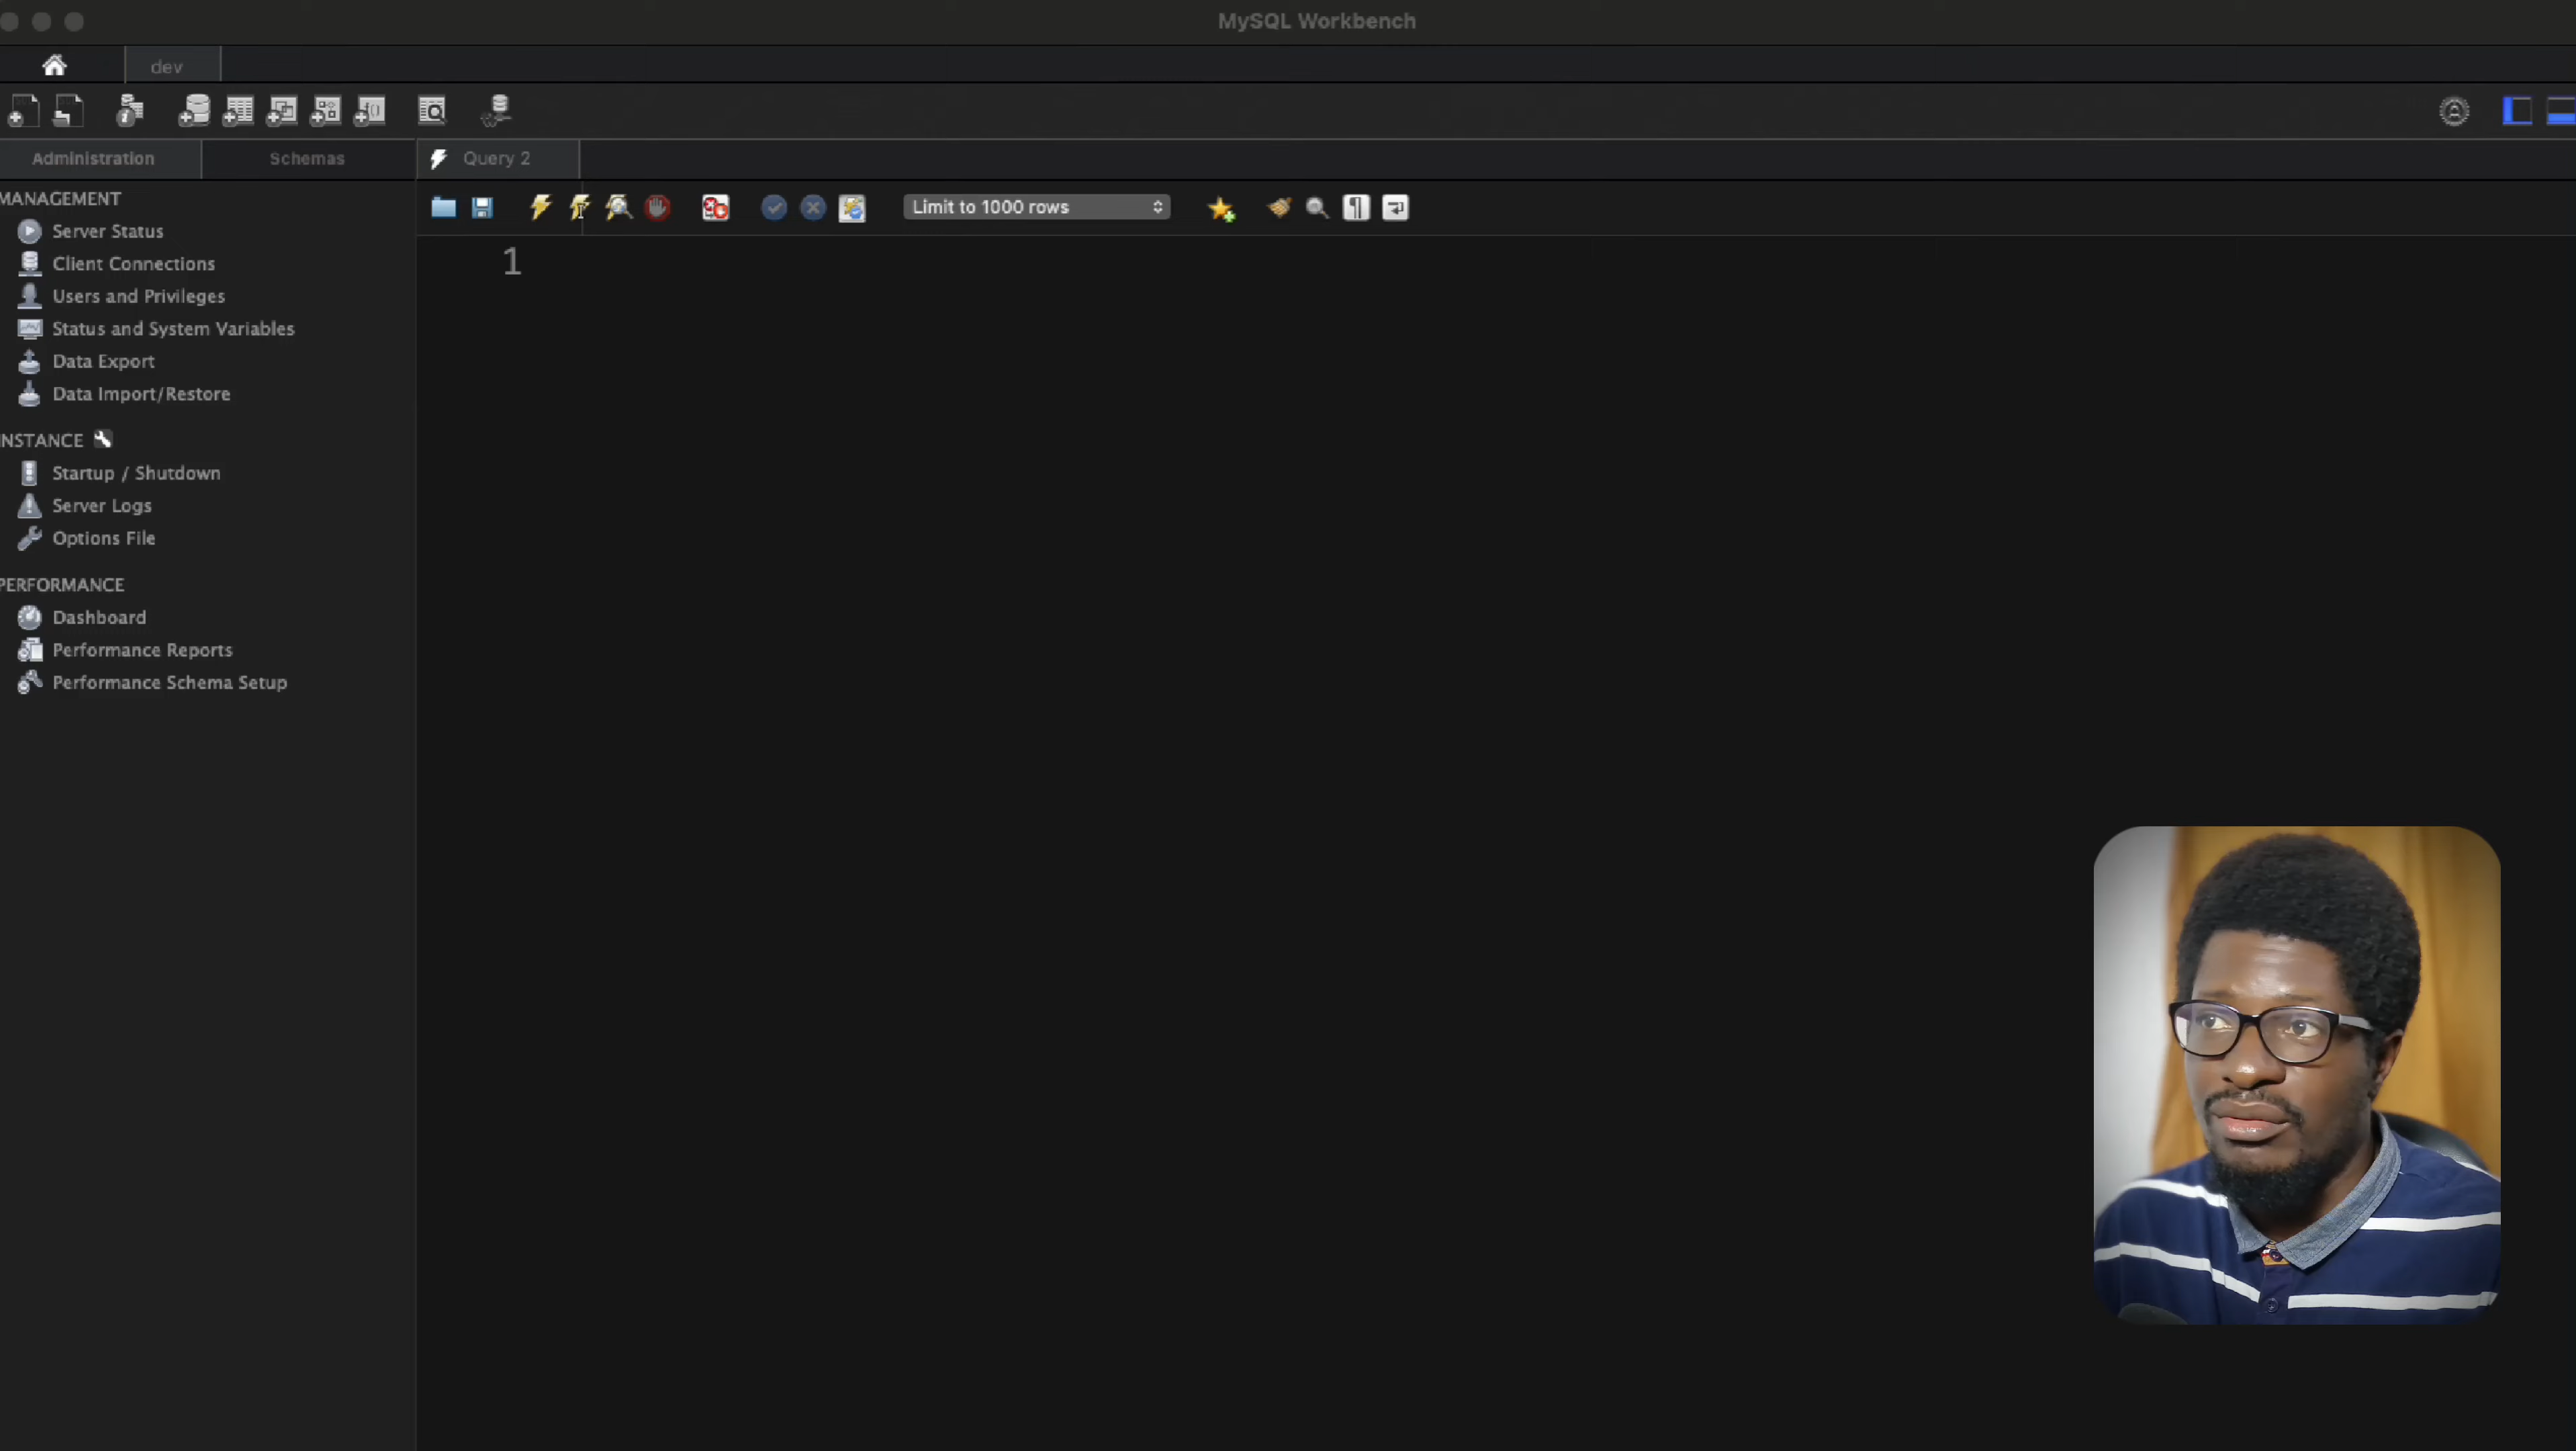 MySQL Workbench
dev
Administration
Schemas
Query 2
MANAGEMENT
Server Status
Client Connections
Users and Privileges
Status and System Variables
Data Export
Data Import/Restore
INSTANCE
Startup / Shutdown
Server Logs
Options File
PERFORMANCE
Dashboard
Performance Reports
Performance Schema Setup
Limit to 1000 rows
1